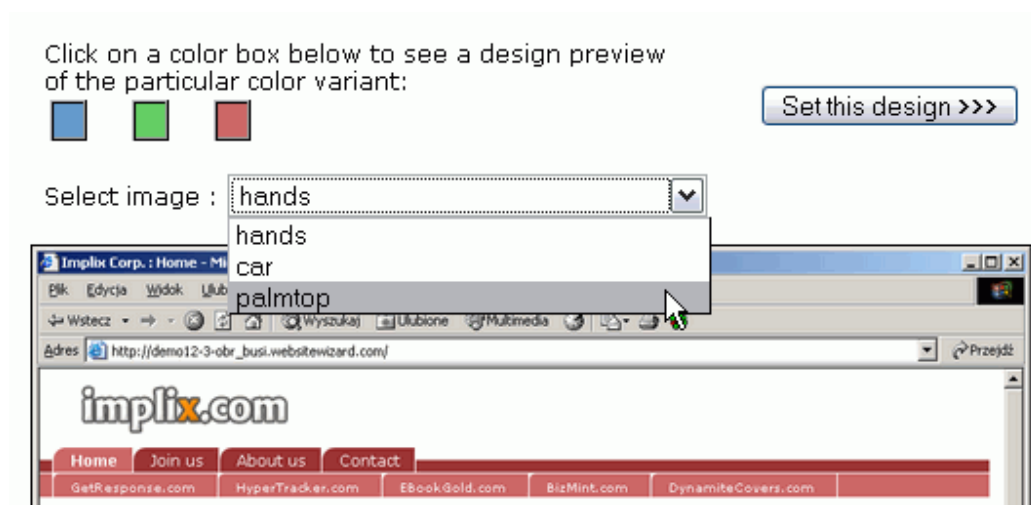 Click on a color box below to see a design preview
of the particular color variant:
Set this design >>>
Select image : hands
hands
car
palmtop
Implix Corp. : Home - Mi
Plik Edycja Widok Ulub
Wstecz Wyszukaj Ulubione Multimedia
Adres http://demo12-3-obr_busi.websitewizard.com/ Przejdź
implix.com
Home Join us About us Contact
GetResponse.com HyperTracker.com EBookGold.com BizMint.com DynamiteCovers.com